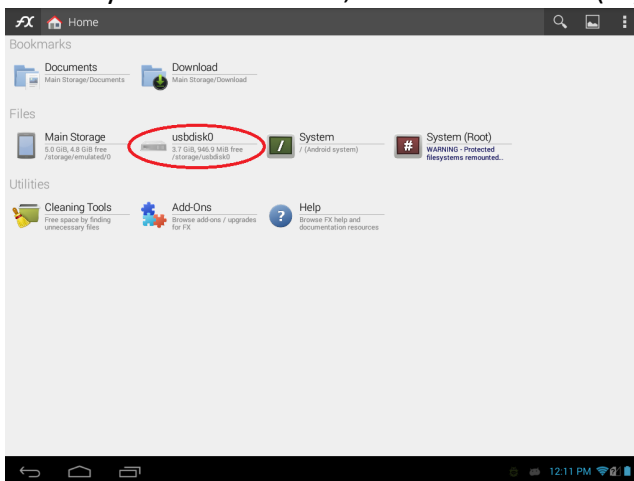 FX Home
Bookmarks
Documents
Main Storage/Documents
Download
Main Storage/Download
Files
Main Storage
5.0 GiB, 4.8 GiB free
/storage/emulated/0
usbdisk0
3.7 GiB, 946.9 MiB free
/storage/usbdisk0
/
System
/ (Android system)
#
System (Root)
WARNING - Protected
filesystems remounted...
Utilities
Cleaning Tools
Free space by finding
unnecessary files
Add-Ons
Browse add-ons / upgrades
for FX
?
Help
Browse FX help and
documentation resources
12:11 PM